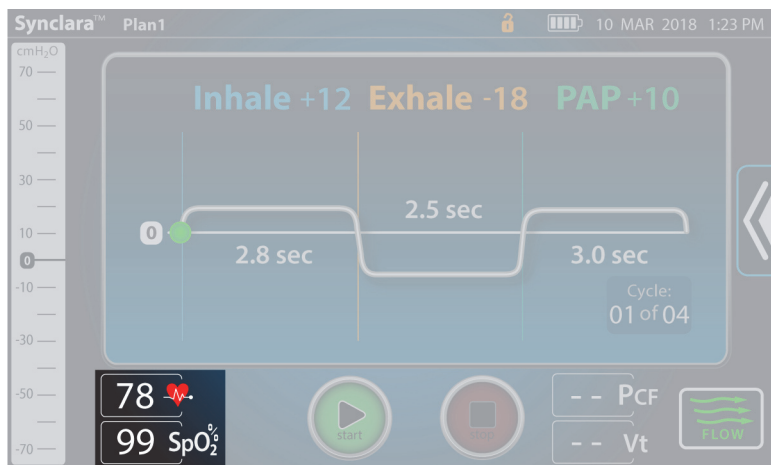 Synclara™ Plan1 10 MAR 2018 1:23 PM
cmH₂O
70
50
30
10
0
-10
-30
-50
-70
Inhale +12 Exhale -18 PAP +10
0
2.5 sec
2.8 sec 3.0 sec
Cycle:
01 of 04
78
99 SpO₂%
start
stop
- - PCF
- - Vt
FLOW